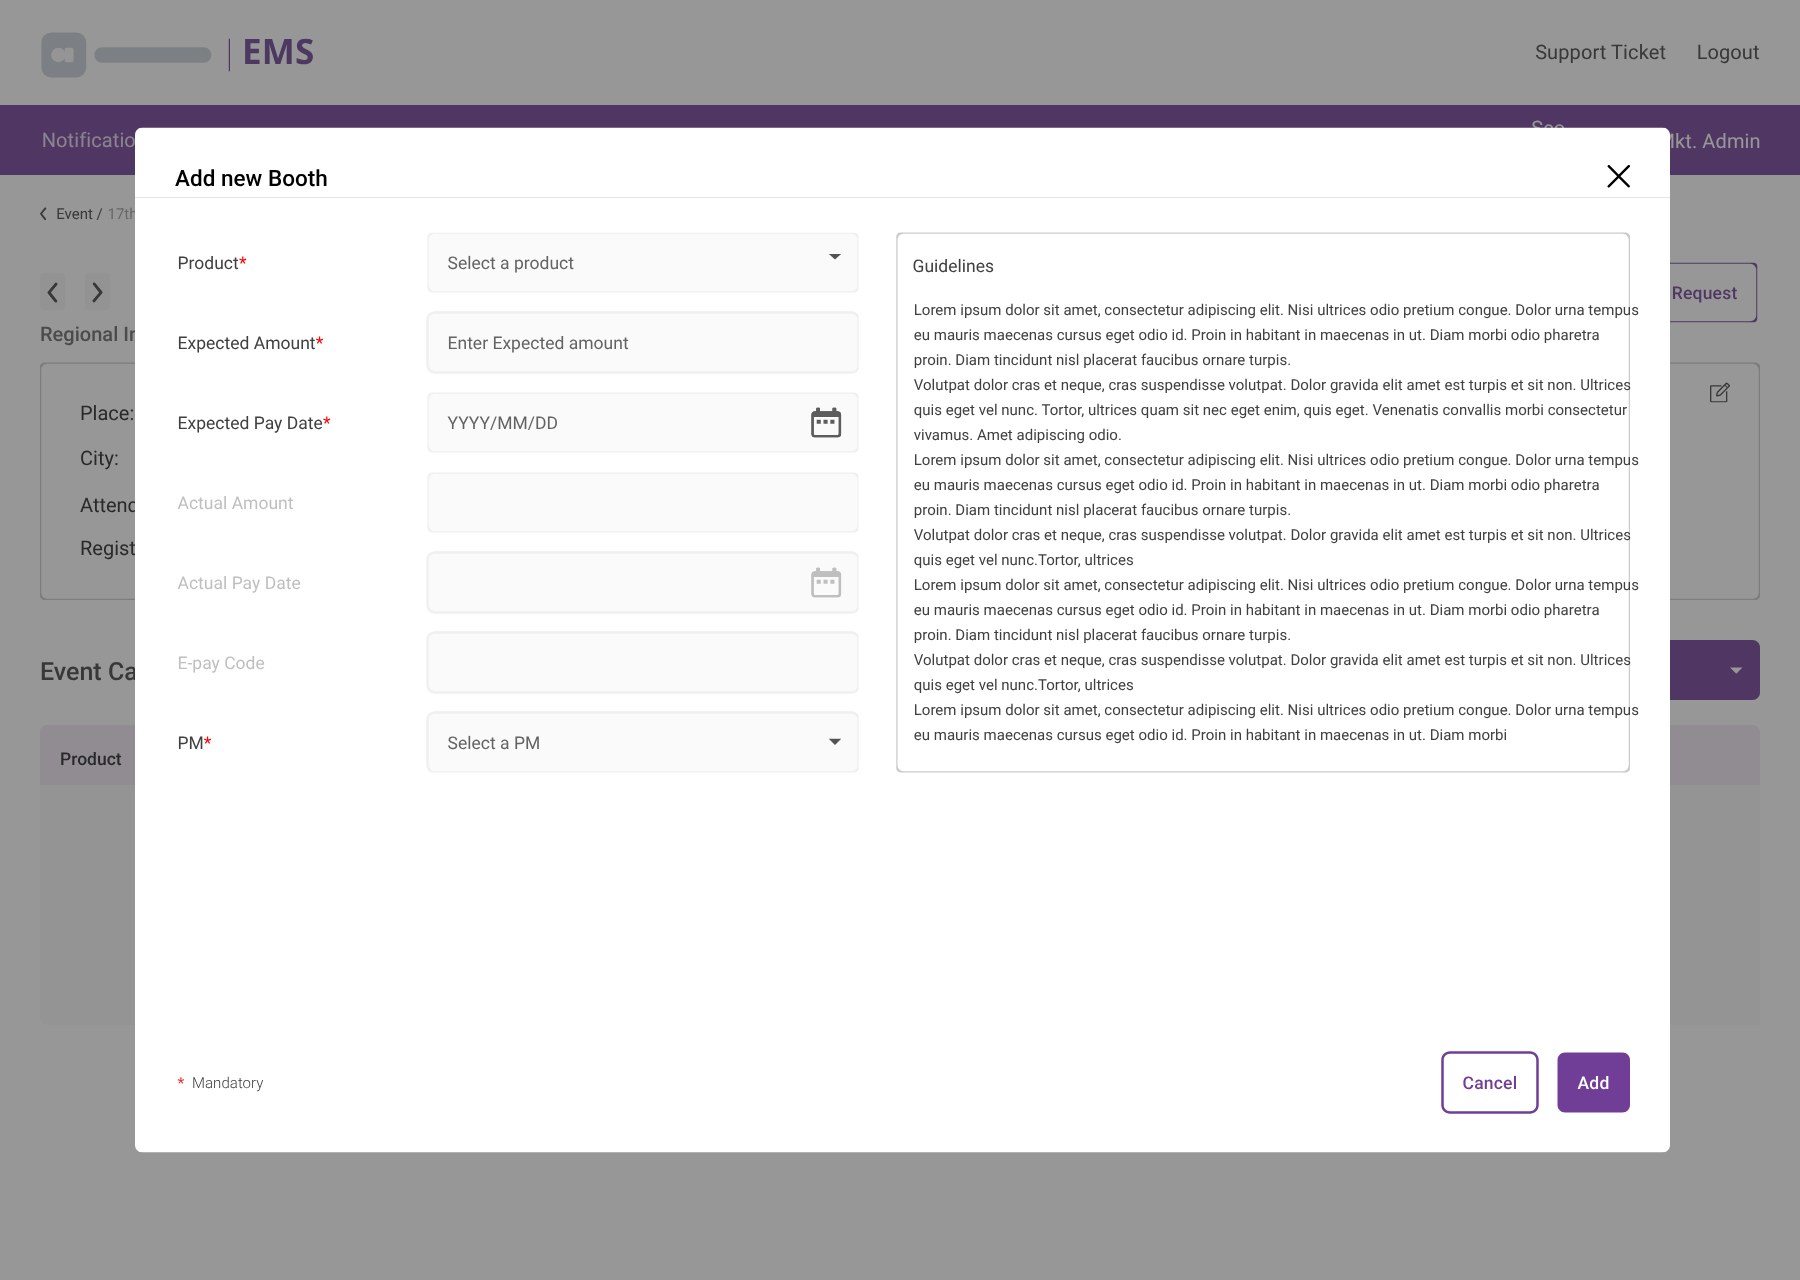 EMS
Support Ticket
Logout
Mkt. Admin
Event /
Add new Booth
Product*
Select a product
Expected Amount*
Enter Expected amount
Expected Pay Date*
YYYY/MM/DD
Actual Amount
Actual Pay Date
E-pay Code
PM*
Select a PM
Guidelines
Lorem ipsum dolor sit amet, consectetur adipiscing elit. Nisi ultrices odio pretium congue. Dolor urna tempus
eu mauris maecenas cursus eget odio id. Proin in habitant in maecenas in ut. Diam morbi odio pharetra
proin. Diam tincidunt nisl placerat faucibus ornare turpis.
Volutpat dolor cras et neque, cras suspendisse volutpat. Dolor gravida elit amet est turpis et sit non. Ultrices
quis eget vel nunc. Tortor, ultrices quam sit nec eget enim, quis eget. Venenatis convallis morbi consectetur
vivamus. Amet adipiscing odio.
Lorem ipsum dolor sit amet, consectetur adipiscing elit. Nisi ultrices odio pretium congue. Dolor urna tempus
eu mauris maecenas cursus eget odio id. Proin in habitant in maecenas in ut. Diam morbi odio pharetra
proin. Diam tincidunt nisl placerat faucibus ornare turpis.
Volutpat dolor cras et neque, cras suspendisse volutpat. Dolor gravida elit amet est turpis et sit non. Ultrices
quis eget vel nunc.Tortor, ultrices
Lorem ipsum dolor sit amet, consectetur adipiscing elit. Nisi ultrices odio pretium congue. Dolor urna tempus
eu mauris maecenas cursus eget odio id. Proin in habitant in maecenas in ut. Diam morbi odio pharetra
proin. Diam tincidunt nisl placerat faucibus ornare turpis.
Volutpat dolor cras et neque, cras suspendisse volutpat. Dolor gravida elit amet est turpis et sit non. Ultrices
quis eget vel nunc.Tortor, ultrices
Lorem ipsum dolor sit amet, consectetur adipiscing elit. Nisi ultrices odio pretium congue. Dolor urna tempus
eu mauris maecenas cursus eget odio id. Proin in habitant in maecenas in ut. Diam morbi
* Mandatory
Cancel
Add
Request
Regional
Place:
City:
Event
Product